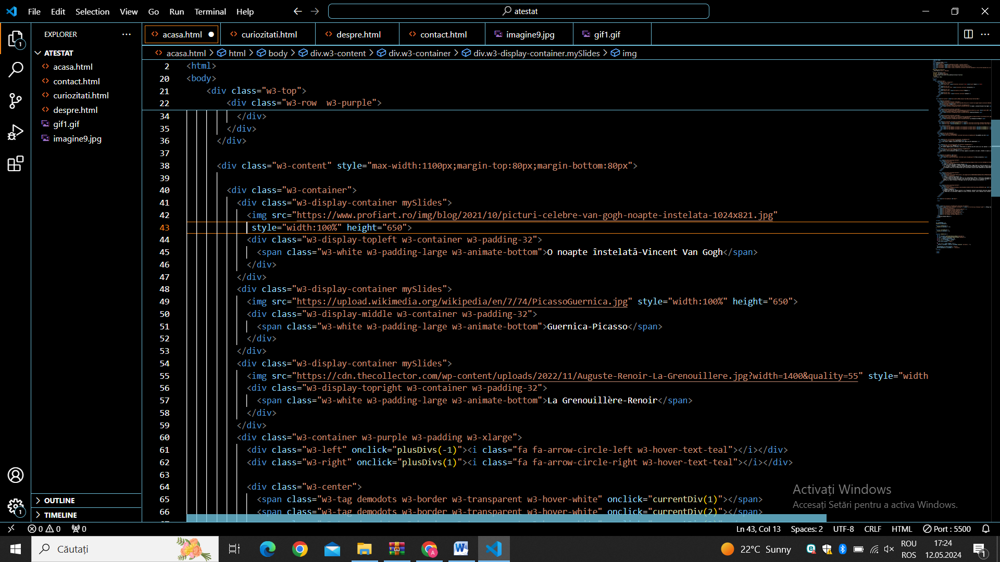 File Edit Selection View Go Run Terminal Help
atestat
EXPLORER
acasa.html
curiozitati.html
despre.html
contact.html
imagine9.jpg
gif1.gif
ATESTAT
acasa.html
contact.html
curiozitati.html
despre.html
gif1.gif
imagine9.jpg
OUTLINE
TIMELINE
1
1
acasa.html > html > body > div.w3-content > div.w3-container > div.w3-display-container.mySlides > img
2 <html>
20 <body>
21 <div class="w3-top">
22 <div class="w3-row  w3-purple">
34 </div>
35 </div>
36 </div>
37
38 <div class="w3-content" style="max-width:1100px;margin-top:80px;margin-bottom:80px">
39
40 <div class="w3-container">
41 <div class="w3-display-container mySlides">
42 <img src="https://www.profiart.ro/img/blog/2021/10/picturi-celebre-van-gogh-noapte-instelata-1024x821.jpg"
43 style="width:100%" height="650">
44 <div class="w3-display-topleft w3-container w3-padding-32">
45 <span class="w3-white w3-padding-large w3-animate-bottom">O noapte înstelată-Vincent Van Gogh</span>
46 </div>
47 </div>
48 <div class="w3-display-container mySlides">
49 <img src="https://upload.wikimedia.org/wikipedia/en/7/74/PicassoGuernica.jpg" style="width:100%" height="650">
50 <div class="w3-display-middle w3-container w3-padding-32">
51 <span class="w3-white w3-padding-large w3-animate-bottom">Guernica-Picasso</span>
52 </div>
53 </div>
54 <div class="w3-display-container mySlides">
55 <img src="https://cdn.thecollector.com/wp-content/uploads/2022/11/Auguste-Renoir-La-Grenouillere.jpg?width=1400&quality=55" style="width
56 <div class="w3-display-topright w3-container w3-padding-32">
57 <span class="w3-white w3-padding-large w3-animate-bottom">La Grenouillère-Renoir</span>
58 </div>
59 </div>
60 <div class="w3-container w3-purple w3-padding w3-xlarge">
61 <div class="w3-left" onclick="plusDivs(-1)"><i class="fa fa-arrow-circle-left w3-hover-text-teal"></i></div>
62 <div class="w3-right" onclick="plusDivs(1)"><i class="fa fa-arrow-circle-right w3-hover-text-teal"></i></div>
63
64 <div class="w3-center">
65 <span class="w3-tag demodots w3-border w3-transparent w3-hover-white" onclick="currentDiv(1)"></span>
66 <span class="w3-tag demodots w3-border w3-transparent w3-hover-white" onclick="currentDiv(2)"></span>
Activați Windows
Accesați Setări pentru a activa Windows.
0 0 0 Ln 43, Col 13 Spaces: 2 UTF-8 CRLF HTML Port : 5500
Căutați
22°C Sunny
ROU
ROS
17:24
12.05.2024
1